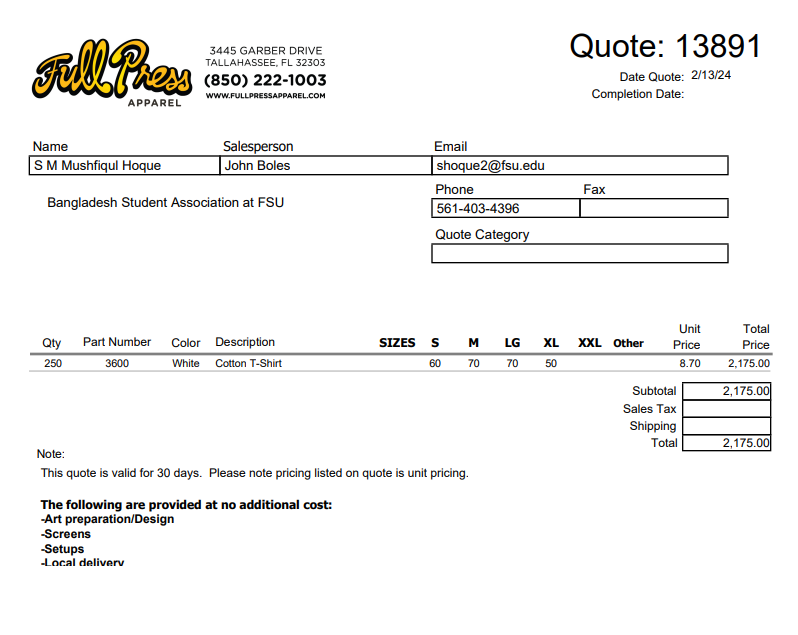 Full Press
APPAREL
3445 GARBER DRIVE
TALLAHASSEE, FL 32303
(850) 222-1003
WWW.FULLPRESSAPPAREL.COM
Quote: 13891
Date Quote: 2/13/24
Completion Date:
Name Salesperson Email
S M Mushfiqul Hoque John Boles shoque2@fsu.edu
Bangladesh Student Association at FSU
Phone Fax
561-403-4396
Quote Category
Qty Part Number Color Description SIZES S M LG XL XXL Other Unit Price Total Price
250 3600 White Cotton T-Shirt 60 70 70 50 8.70 2,175.00
Subtotal 2,175.00
Sales Tax
Shipping
Total 2,175.00
Note:
This quote is valid for 30 days. Please note pricing listed on quote is unit pricing.
The following are provided at no additional cost:
-Art preparation/Design
-Screens
-Setups
-Local delivery